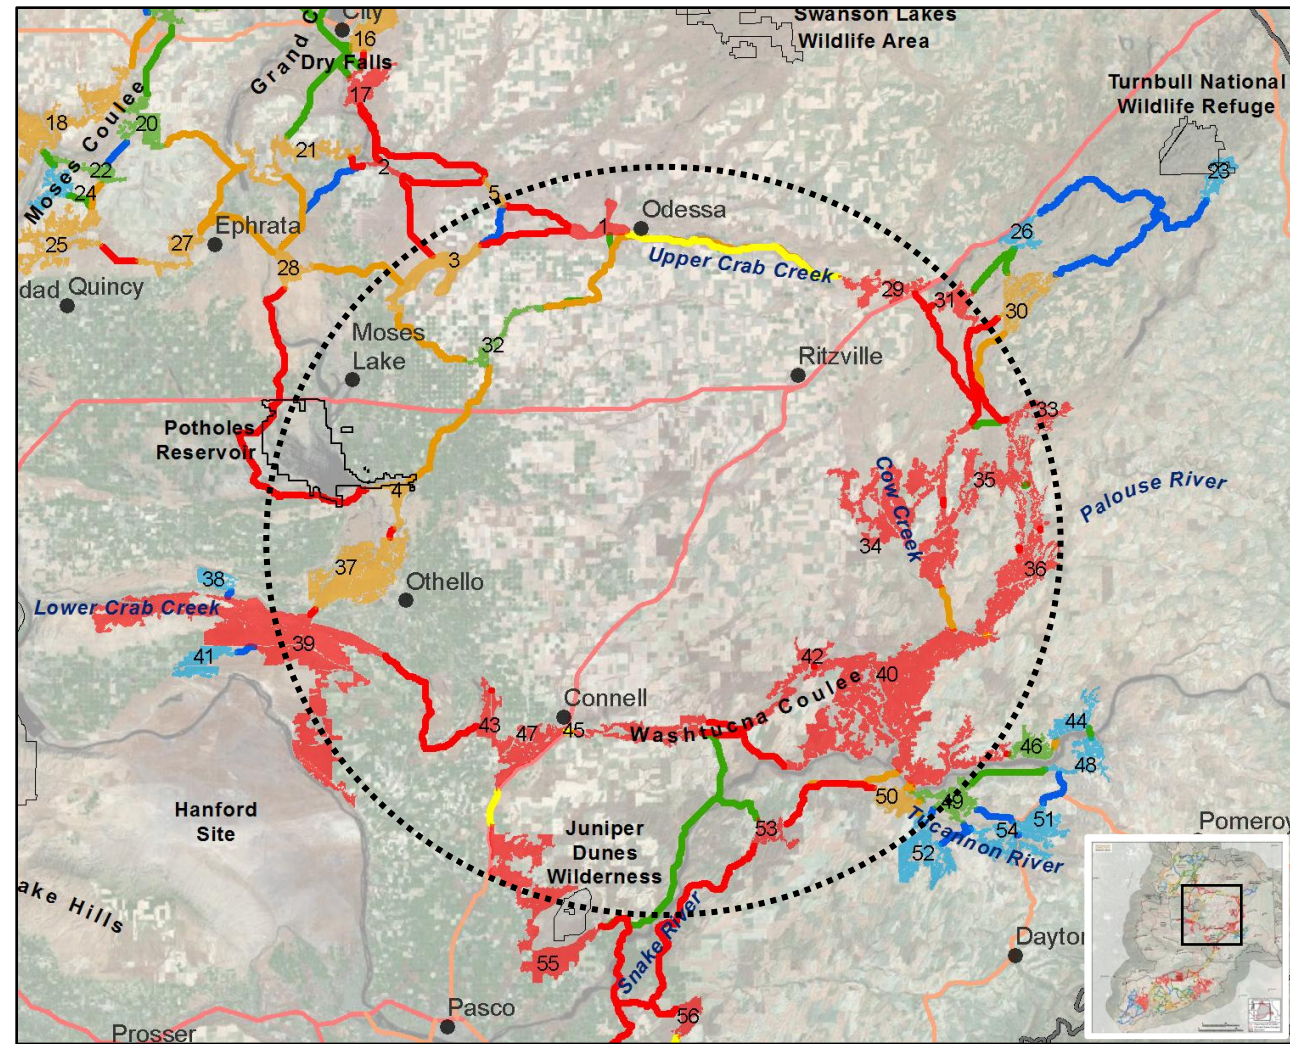 City
Swanson Lakes
Wildlife Area
16
Grand C
Dry Falls
Turnbull National
Wildlife Refuge
17
18
20
Moses Coulee
21
2
22
23
24
5
Odessa
1
26
25
27
Ephrata
3
Upper Crab Creek
28
29
31
30
dad
Quincy
Moses
Lake
32
Ritzville
33
Potholes
Reservoir
4
Cow Creek
35
Palouse River
34
36
37
Othello
38
Lower Crab Creek
39
41
42
40
Connell
43
47
45
Washtucna Coulee
44
46
48
Hanford
Site
50
49
51
Juniper
Dunes
Wilderness
53
54
Tucannon River
52
Pomeroy
ake Hills
Snake River
Dayton
55
Pasco
56
Prosser